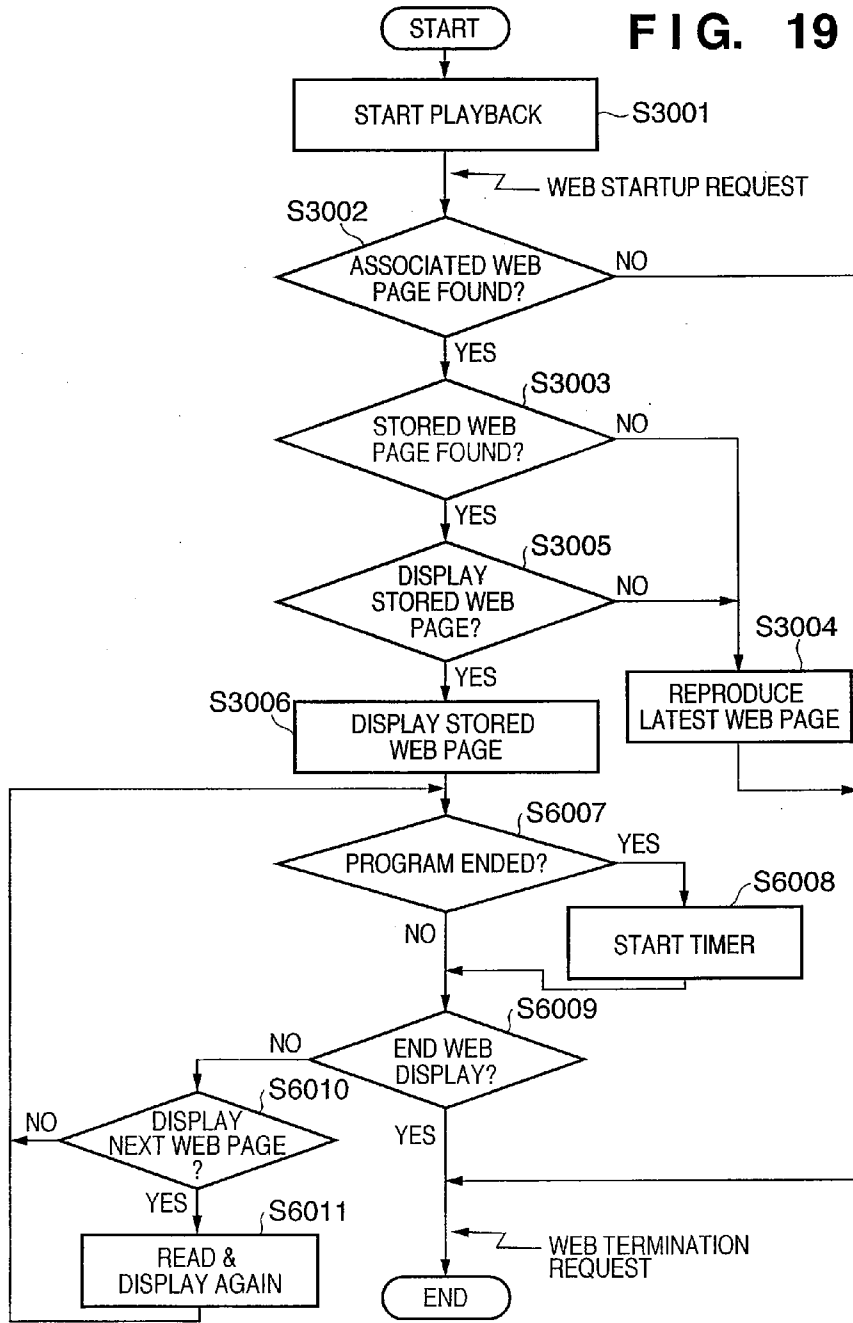 START
FIG. 19
START PLAYBACK
S3001
WEB STARTUP REQUEST
S3002
ASSOCIATED WEB
PAGE FOUND?
NO
YES
S3003
STORED WEB
PAGE FOUND?
NO
YES
S3005
DISPLAY
STORED WEB
PAGE?
NO
YES
S3004
REPRODUCE
LATEST WEB PAGE
S3006
DISPLAY STORED
WEB PAGE
S6007
PROGRAM ENDED?
YES
NO
S6008
START TIMER
S6009
END WEB
DISPLAY?
NO
YES
S6010
DISPLAY
NEXT WEB PAGE
?
NO
YES
S6011
READ &
DISPLAY AGAIN
WEB TERMINATION
REQUEST
END